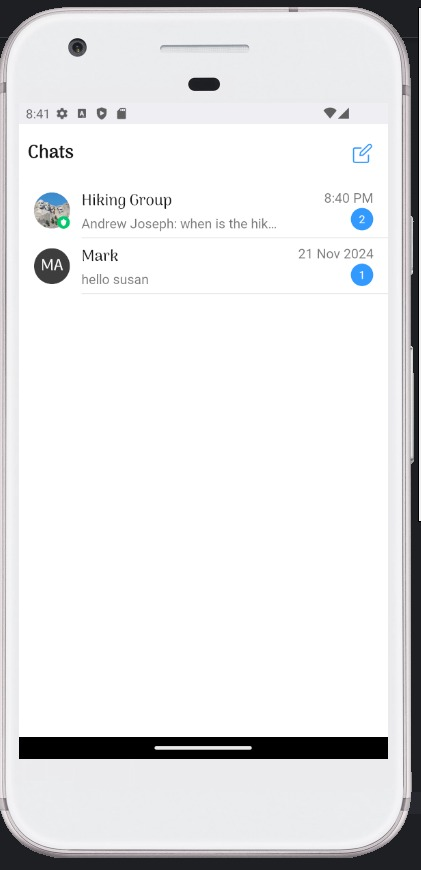 8:41
Chats
Hiking Group
8:40 PM
Andrew Joseph: when is the hik...
2
MA
Mark
21 Nov 2024
hello susan
1